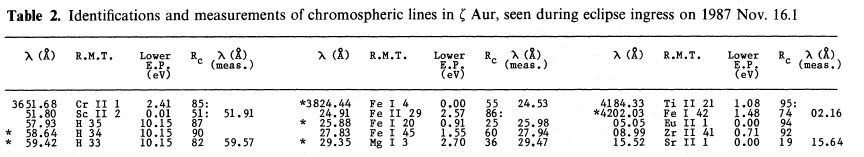 Table 2. Identifications and measurements of chromospheric lines in ζ Aur, seen during eclipse ingress on 1987 Nov. 16.1
λ (Å) R.M.T. Lower E.P. (eV) Rc λ (Å) (meas.) λ (Å) R.M.T. Lower E.P. (eV) Rc λ (Å) (meas.) λ (Å) R.M.T. Lower E.P. (eV) Rc λ (Å) (meas.)
3651.68 Cr II 1 2.41 85: *3824.44 Fe I 4 0.00 55 24.53 4184.33 Ti II 21 1.08 95:
51.80 Sc II 2 0.01 51: 51.91 24.91 Fe II 29 2.57 86: *4202.03 Fe I 42 1.48 74 02.16
57.93 H 35 10.15 87 * 25.88 Fe I 20 0.91 25 25.98 05.05 Eu II 1 0.00 94
* 58.64 H 34 10.15 90 27.83 Fe I 45 1.55 60 27.94 08.99 Zr II 41 0.71 92
* 59.42 H 33 10.15 82 59.57 * 29.35 Mg I 3 2.70 36 29.47 15.52 Sr II 1 0.00 19 15.64